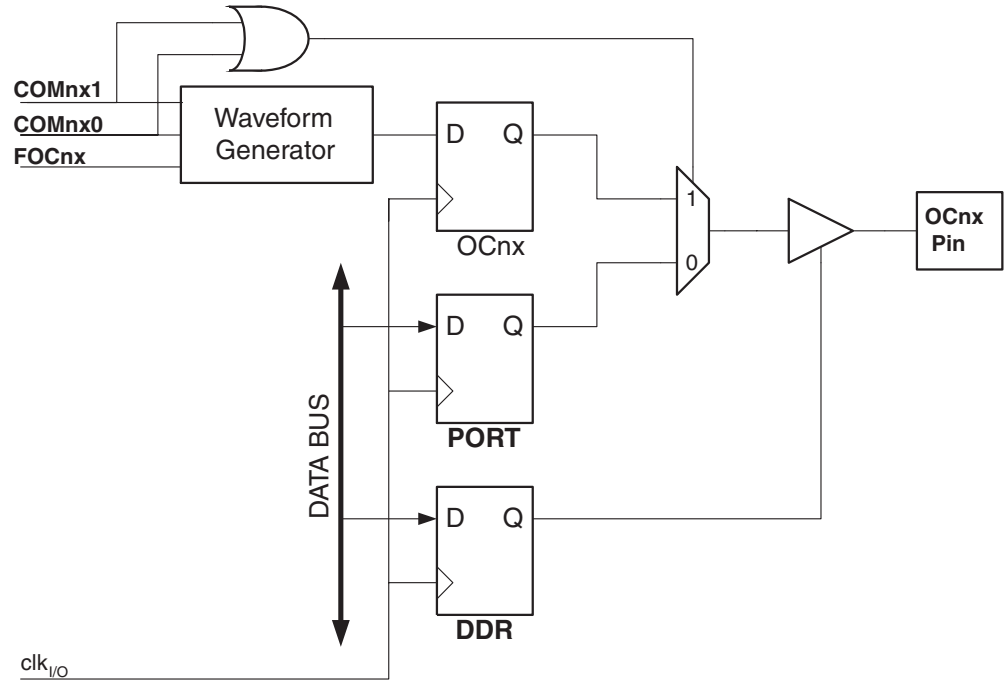 COMnx1
COMnx0
FOCnx
Waveform
Generator
D Q
OCnx
1
0
OCnx
Pin
D Q
PORT
DATA BUS
D Q
DDR
clkI/O